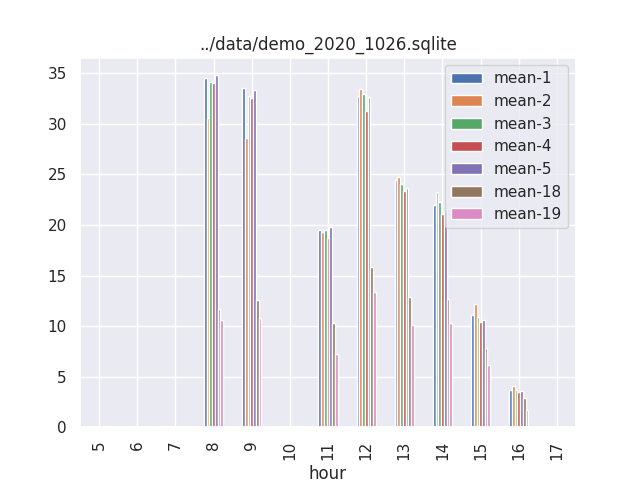 ../data/demo_2020_1026.sqlite
35
30
25
20
15
10
5
0
mean-1
mean-2
mean-3
mean-4
mean-5
mean-18
mean-19
5 6 7 8 9 10 11 12 13 14 15 16 17
hour